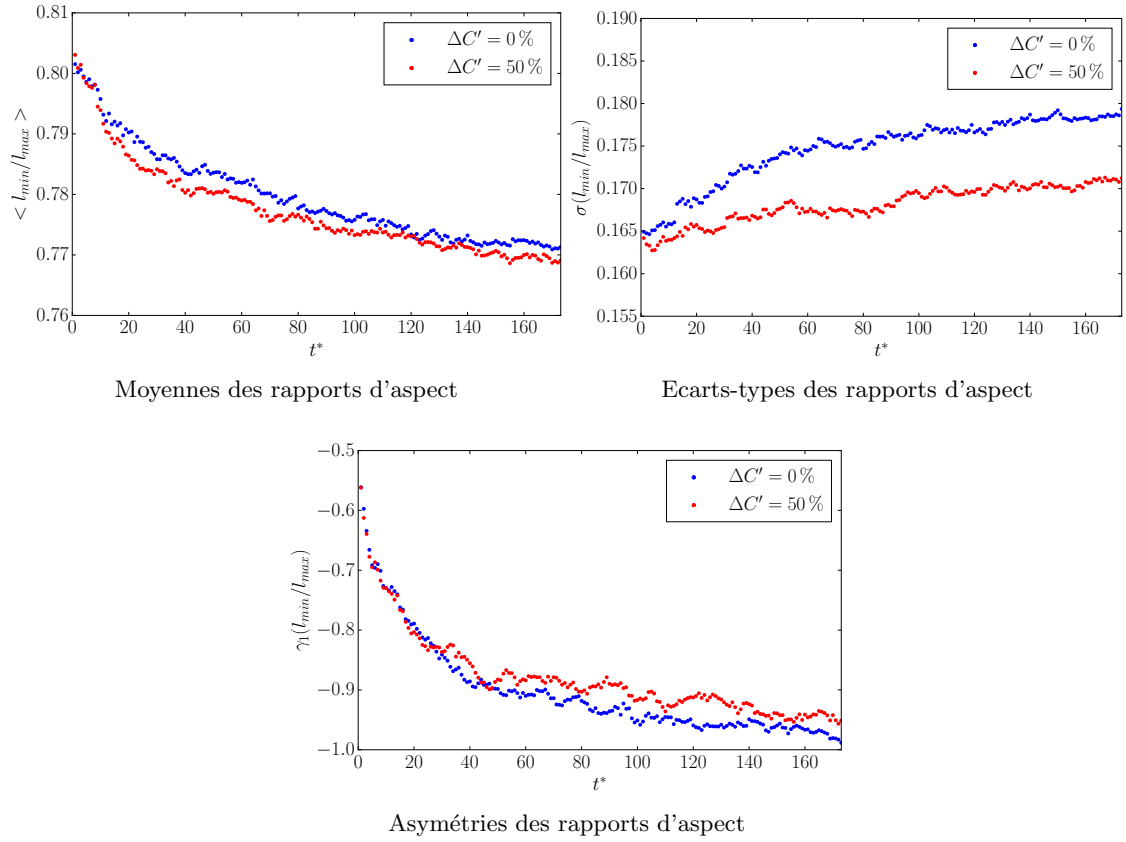 0.81
0.80
0.79
0.78
0.77
0.76
< l_min/l_max >
0 20 40 60 80 100 120 140 160
t*
ΔC′ = 0 %
ΔC′ = 50 %
Moyennes des rapports d'aspect
0.190
0.185
0.180
0.175
0.170
0.165
0.160
0.155
σ(l_min/l_max)
0 20 40 60 80 100 120 140 160
t*
ΔC′ = 0 %
ΔC′ = 50 %
Ecarts-types des rapports d'aspect
−0.5
−0.6
−0.7
−0.8
−0.9
−1.0
γ1(l_min/l_max)
0 20 40 60 80 100 120 140 160
t*
ΔC′ = 0 %
ΔC′ = 50 %
Asymétries des rapports d'aspect